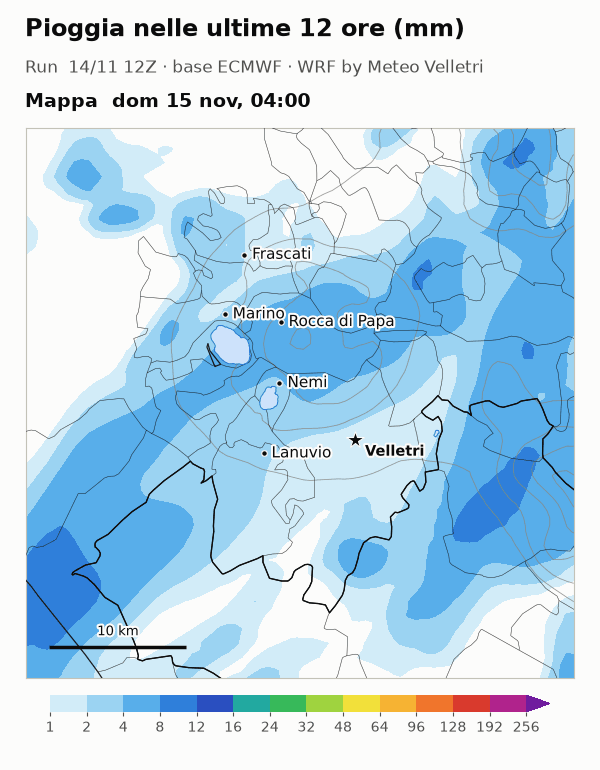 Pioggia nelle ultime 12 ore (mm)
Run 14/11 12Z · base ECMWF · WRF by Meteo Velletri
Mappa dom 15 nov, 04:00
Frascati
Marino
Rocca di Papa
Nemi
Velletri
Lanuvio
10 km
1 2 4 8 12 16 24 32 48 64 96 128 192 256